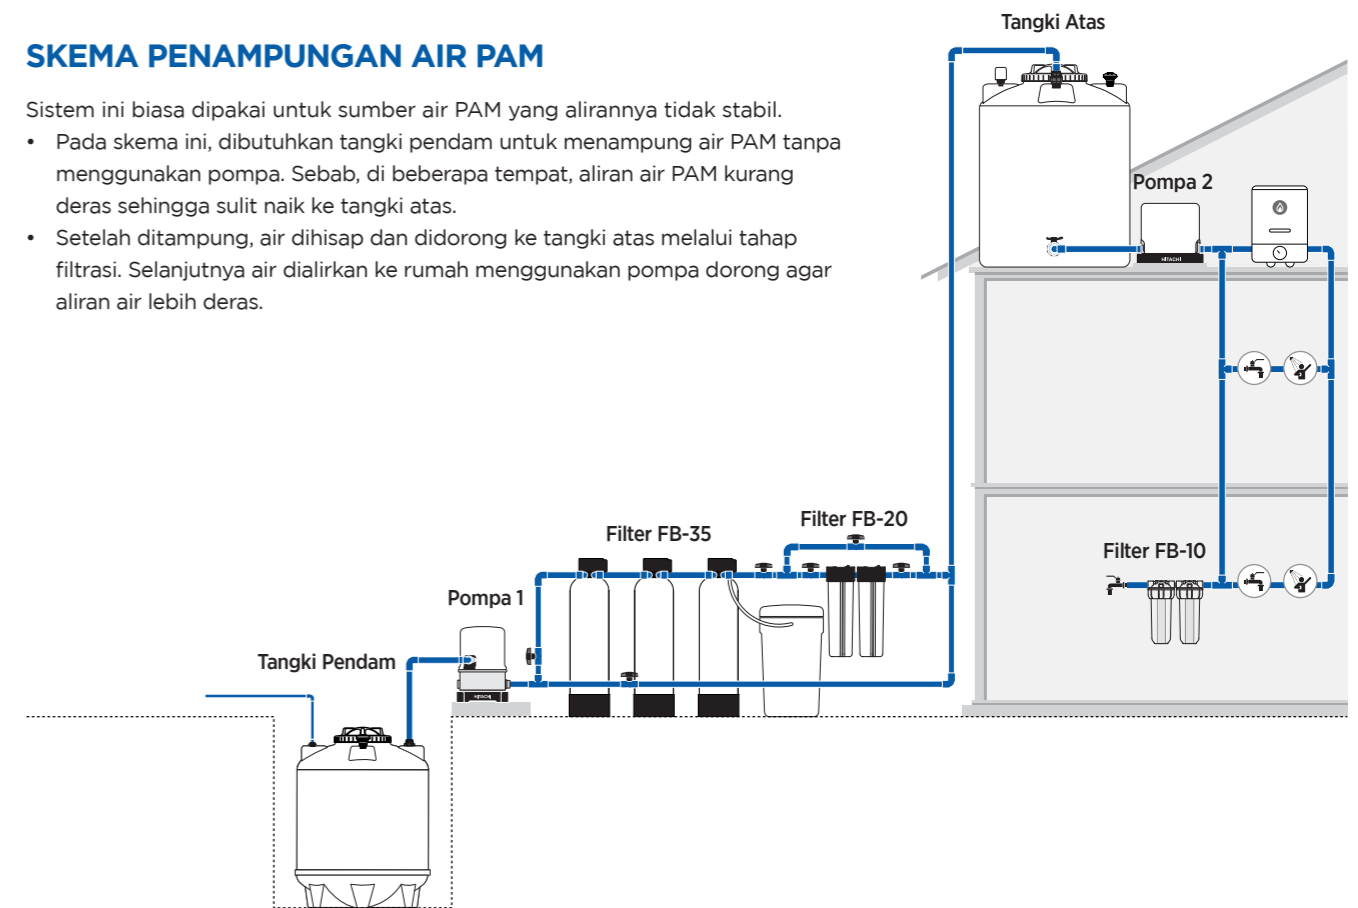 SKEMA PENAMPUNGAN AIR PAM
Sistem ini biasa dipakai untuk sumber air PAM yang alirannya tidak stabil.
• Pada skema ini, dibutuhkan tangki pendam untuk menampung air PAM tanpa
menggunakan pompa. Sebab, di beberapa tempat, aliran air PAM kurang
deras sehingga sulit naik ke tangki atas.
• Setelah ditampung, air dihisap dan didorong ke tangki atas melalui tahap
filtrasi. Selanjutnya air dialirkan ke rumah menggunakan pompa dorong agar
aliran air lebih deras.
Tangki Atas
Pompa 2
HITACHI
Filter FB-20
Filter FB-35
Filter FB-10
Pompa 1
Tangki Pendam
HITACHI